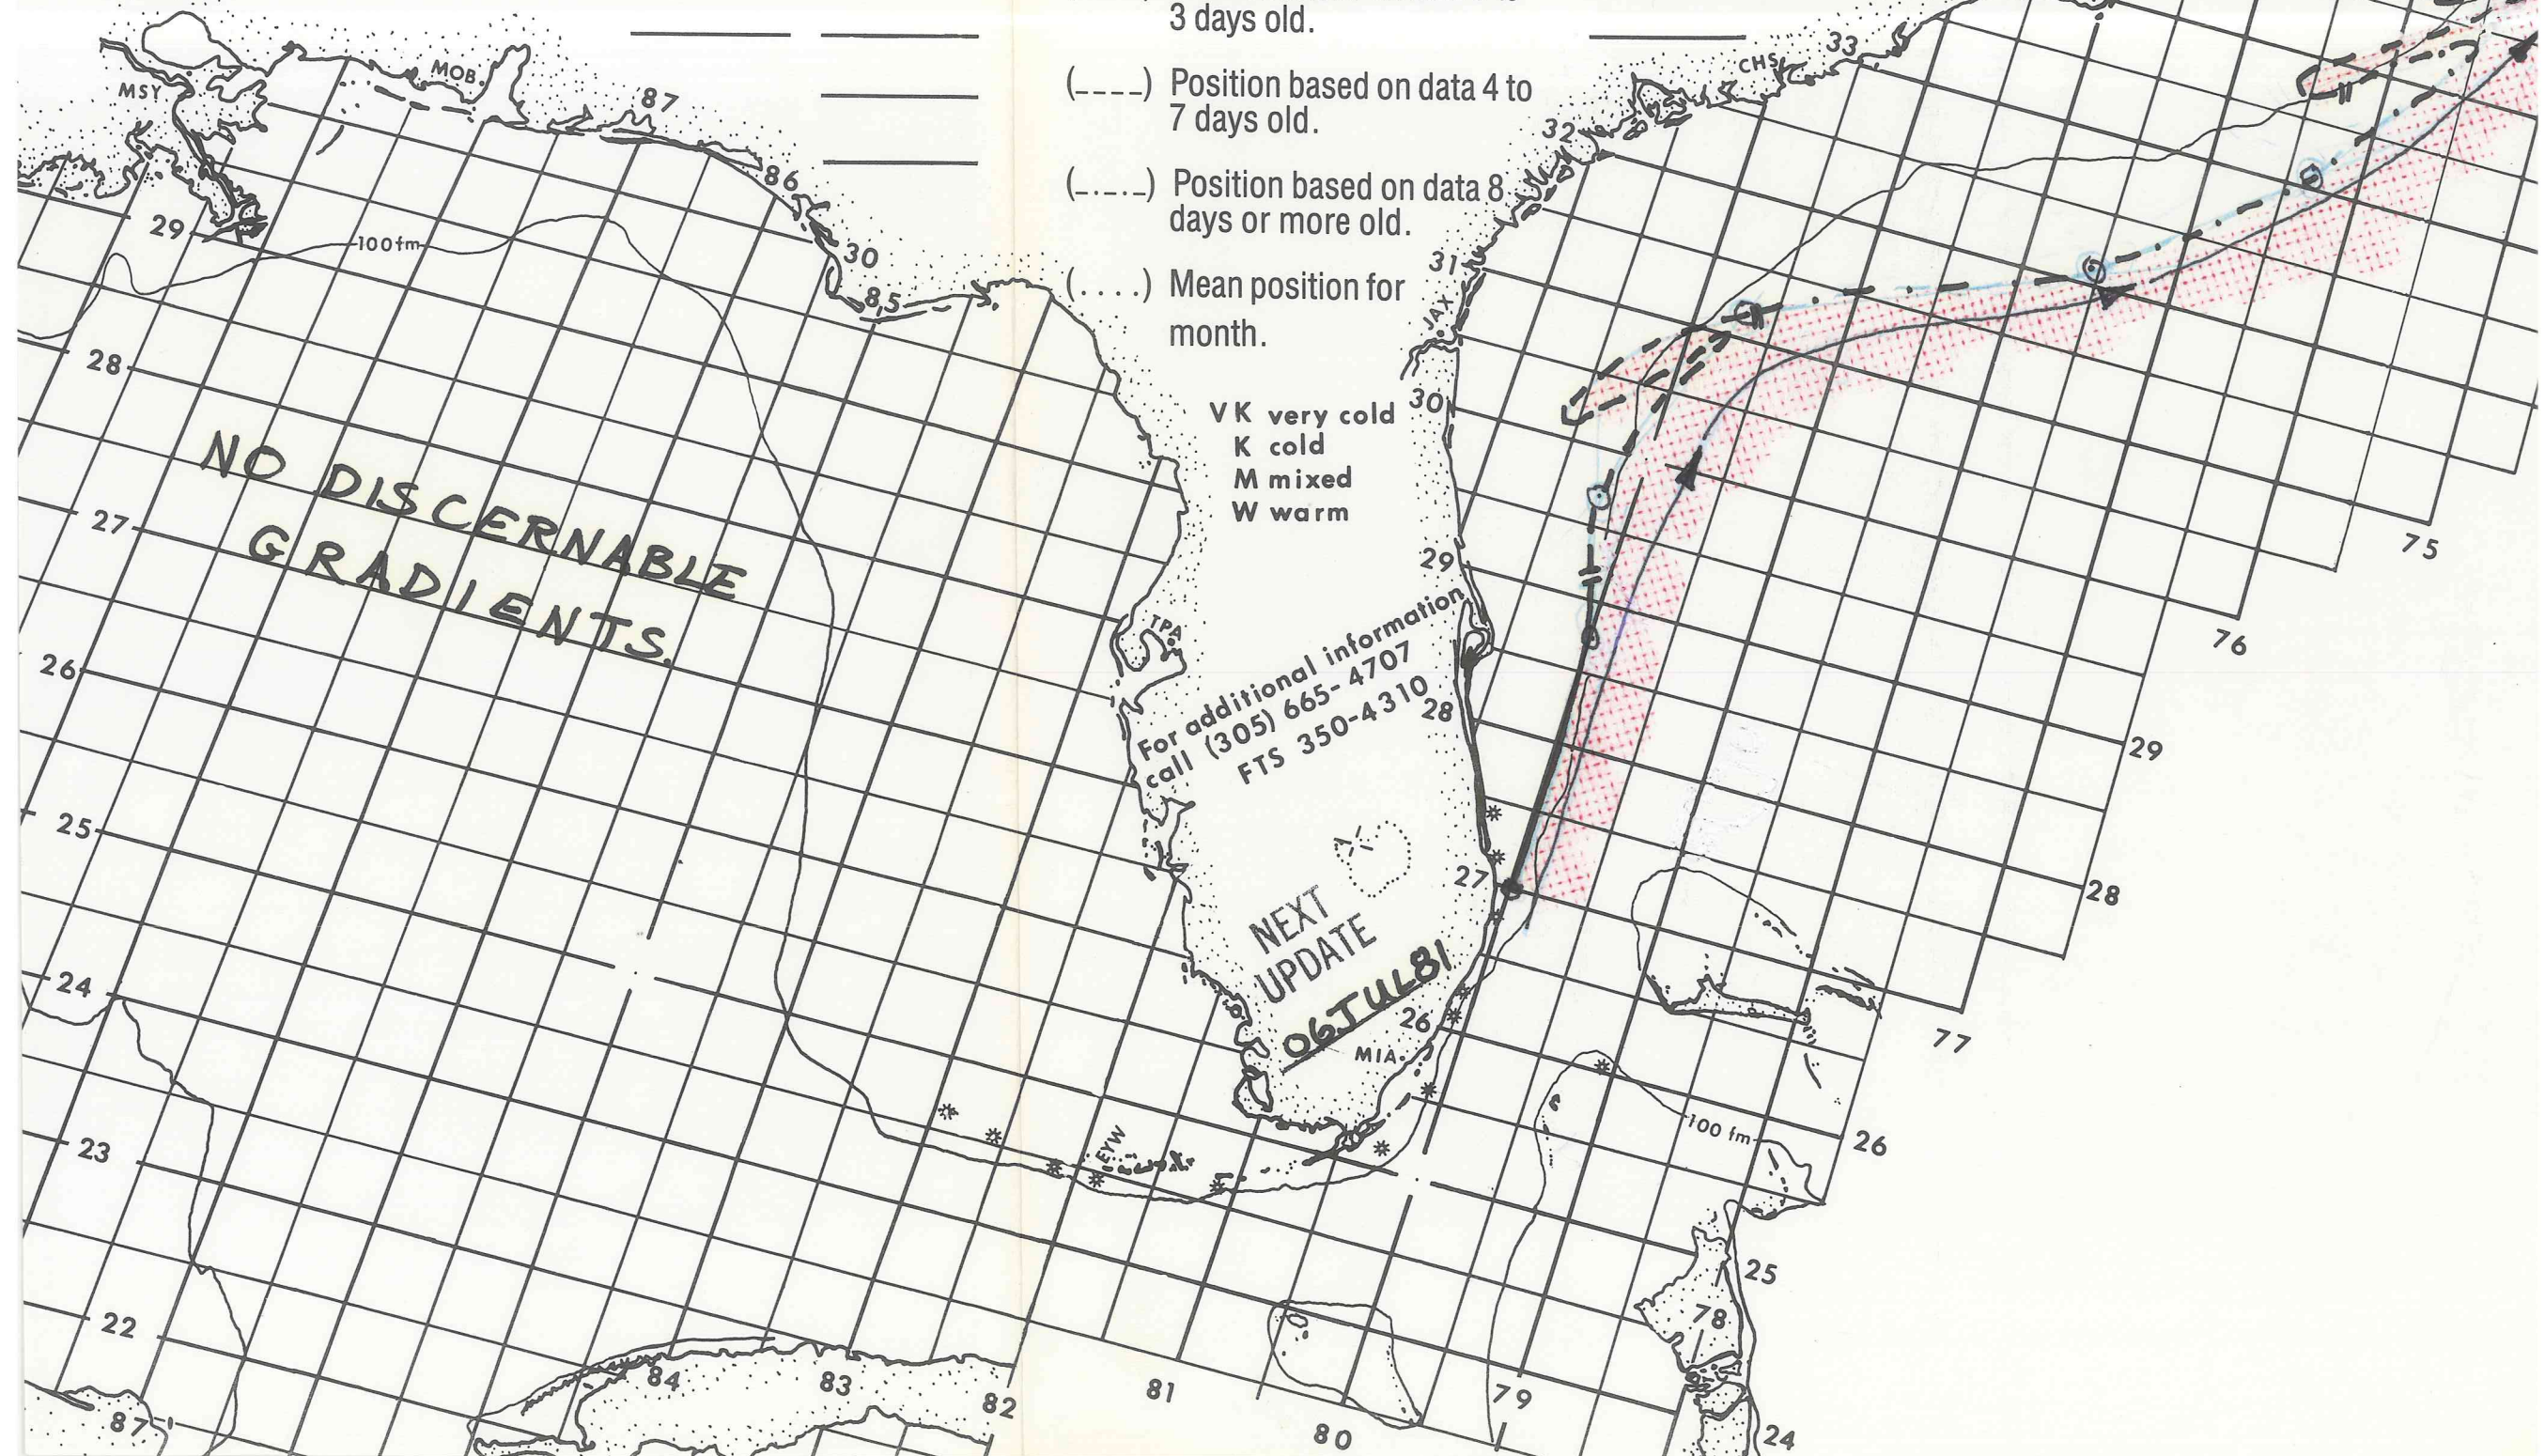 3 days old.
(----) Position based on data 4 to
7 days old.
(_._._) Position based on data 8
days or more old.
(....) Mean position for
month.
VK very cold
K cold
M mixed
W warm
MSY
MOB
87
86
30
85
29
100fm
28
27
26
25
24
23
22
NO DISCERNABLE
GRADIENTS.
CHS
33
32
31
JAX
30
29
28
27
26
TPA
For additional information
call (305) 665-4707
FTS 350-4310
NEXT
UPDATE
06JUL81
MIA
EYW
100 fm
75
76
29
28
77
26
25
78
24
87
84
83
82
81
80
79